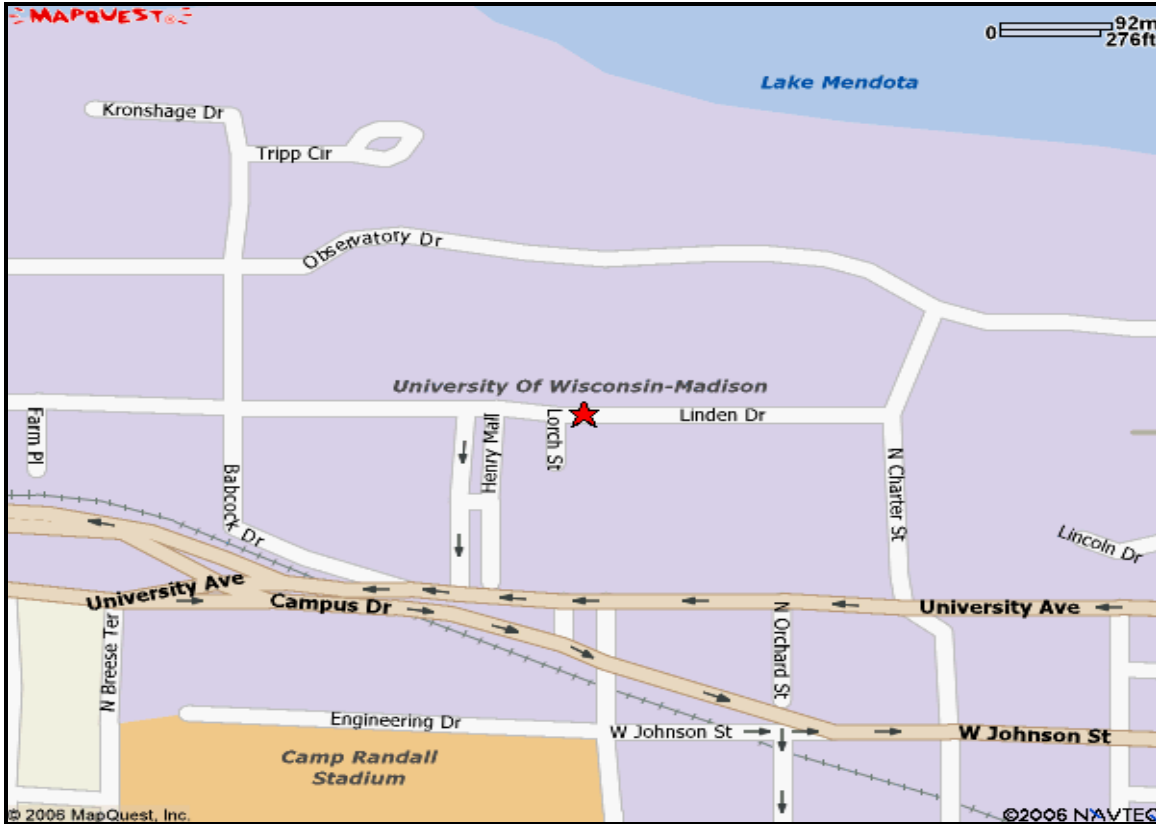 MAPQUEST
0 92m
276ft
Lake Mendota
Kronshage Dr
Tripp Cir
Observatory Dr
University Of Wisconsin-Madison
Linden Dr
Farm Pl
Henry Mall
Lorch St
N Charter St
Babcock Dr
Lincoln Dr
University Ave
Campus Dr
University Ave
N Breese Ter
N Orchard St
Engineering Dr
W Johnson St
W Johnson St
Camp Randall
Stadium
© 2006 MapQuest, Inc.
©2006 NAVTEQ